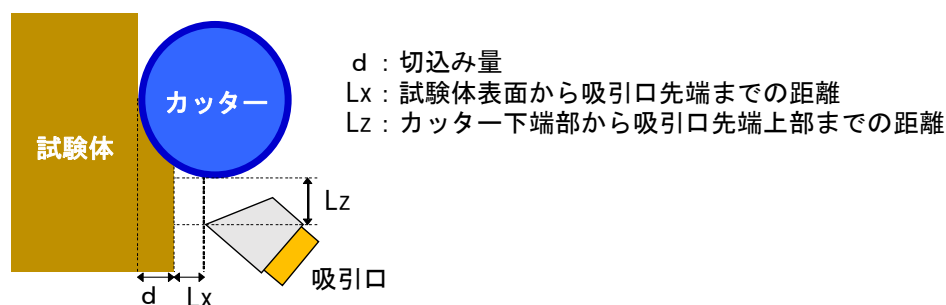 d：切込み量
Lx：試験体表面から吸引口先端までの距離
Lz：カッター下端部から吸引口先端上部までの距離
カッター
試験体
Lz
吸引口
d
Lx